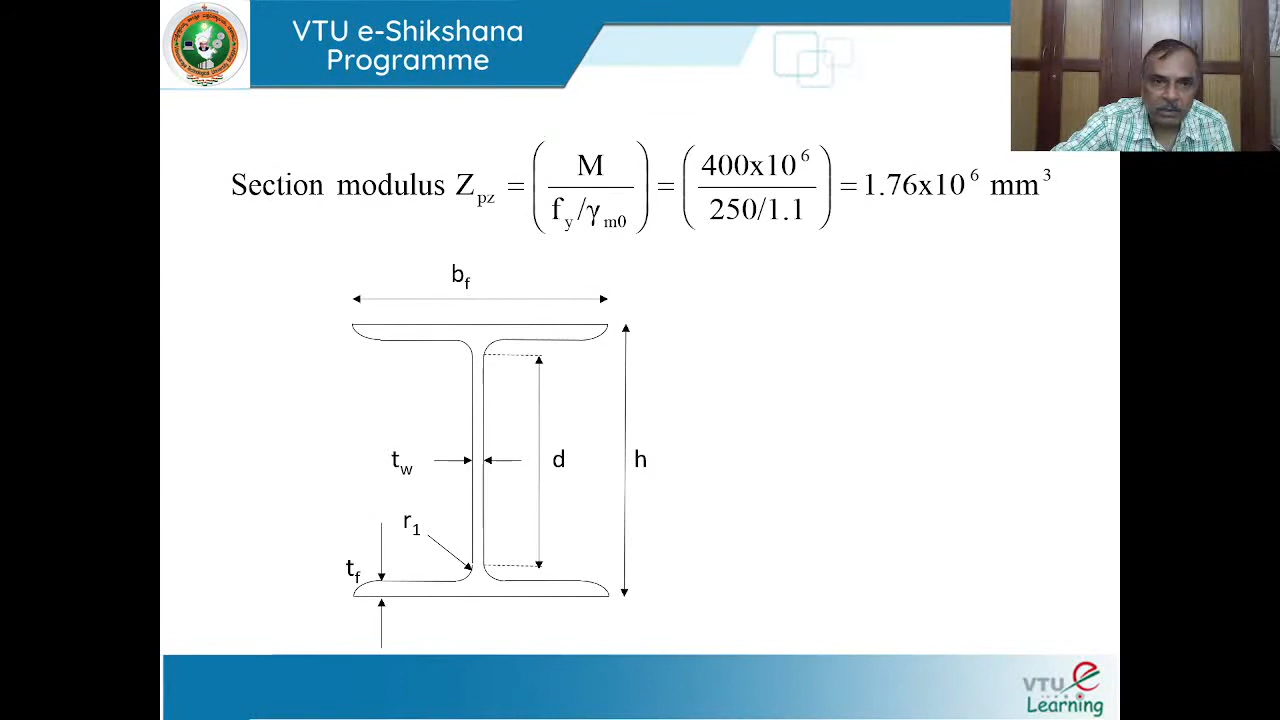 VTU e-Shikshana
Programme
Section modulus Z_pz = ( M / (f_y/γ_m0) ) = ( 400x10^6 / (250/1.1) ) = 1.76x10^6 mm^3
b_f
t_w
d
h
r_1
t_f
VTU e
Learning